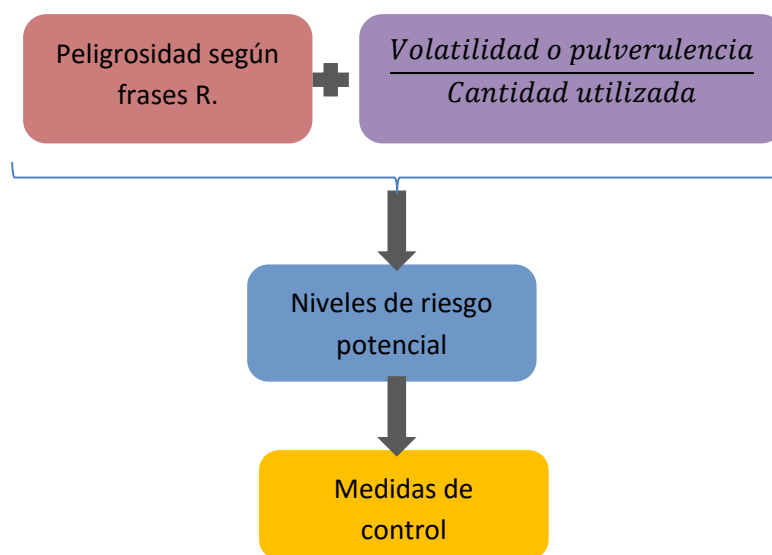 Peligrosidad según
frases R.
Volatilidad o pulverulencia
Cantidad utilizada
Niveles de riesgo
potencial
Medidas de
control